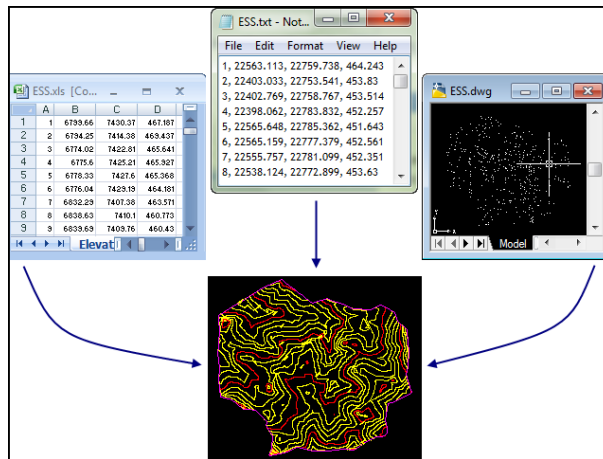 ESS.txt - Not...
File Edit Format View Help
1, 22563.113, 22759.738, 464.243
2, 22403.033, 22753.541, 453.83
3, 22402.769, 22758.767, 453.514
4, 22398.062, 22783.832, 452.257
5, 22565.648, 22785.362, 451.643
6, 22565.159, 22777.379, 452.561
7, 22555.757, 22781.099, 452.351
8, 22538.124, 22772.899, 453.63
ESS.xls [Co...
A B C D
1 1 6799.66 7430.37 467.187
2 2 6794.25 7414.38 469.437
3 3 6774.02 7422.81 465.641
4 4 6775.6 7425.21 465.927
5 5 6778.33 7427.6 465.368
6 6 6776.04 7429.19 464.181
7 7 6832.29 7407.38 463.571
8 8 6838.63 7410.1 460.773
9 9 6839.69 7409.76 460.43
Elevati
ESS.dwg
Y
x
Model